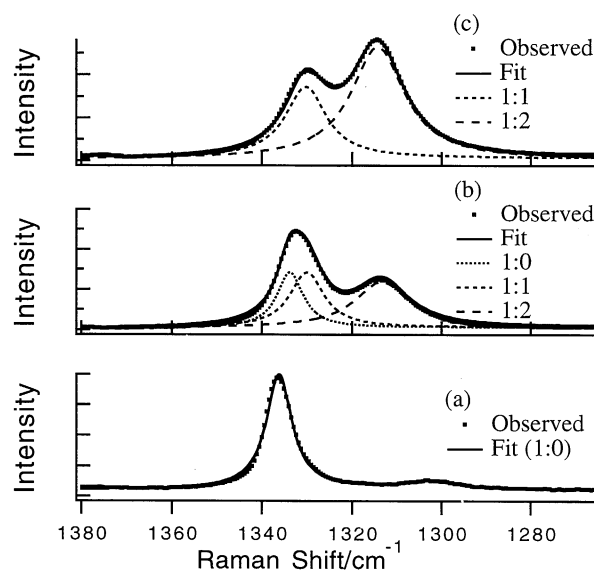 (c)
Observed
Fit
1:1
1:2
Intensity
(b)
Observed
Fit
1:0
1:1
1:2
Intensity
(a)
Observed
Fit (1:0)
Intensity
1380 1360 1340 1320 1300 1280
Raman Shift/cm⁻¹